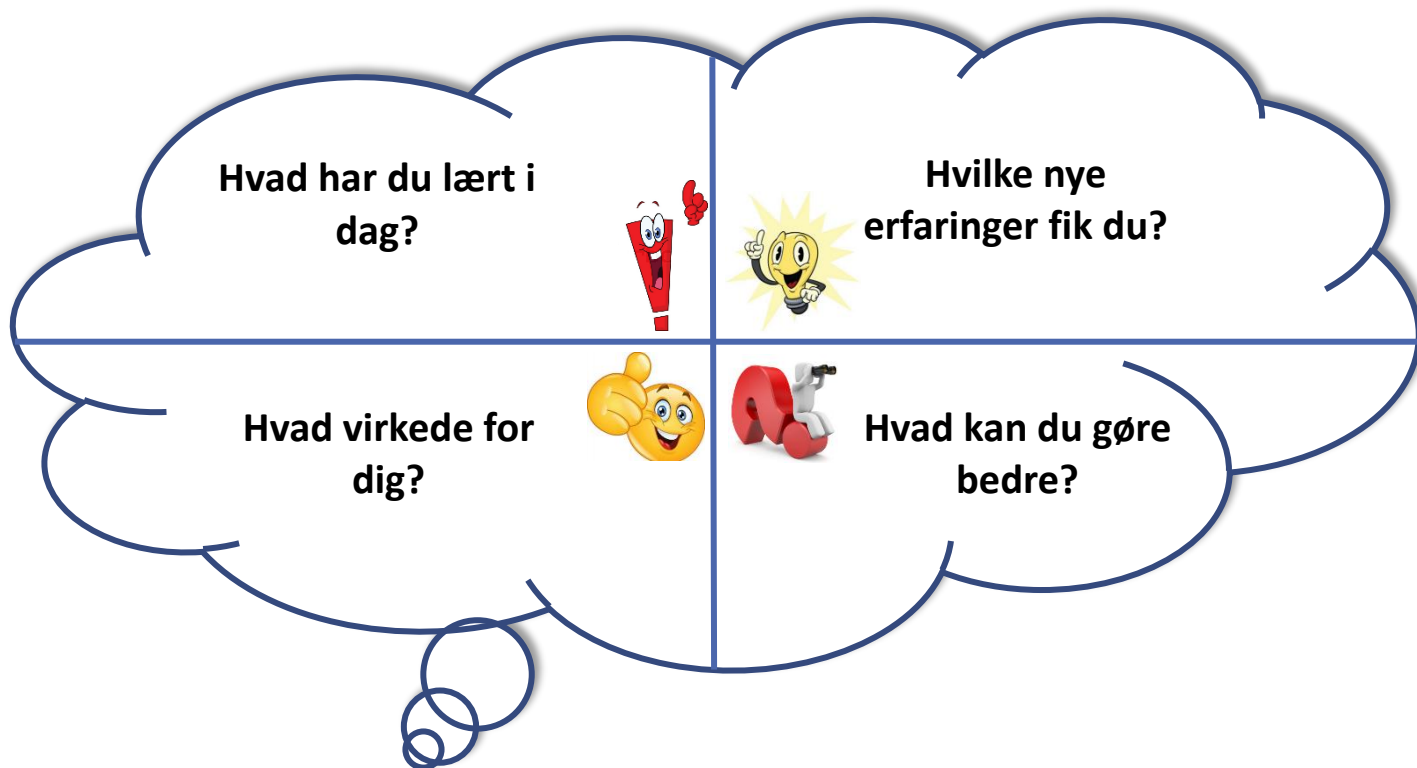 Hvad har du lært i
dag?
Hvilke nye
erfaringer fik du?
Hvad virkede for
dig?
Hvad kan du gøre
bedre?